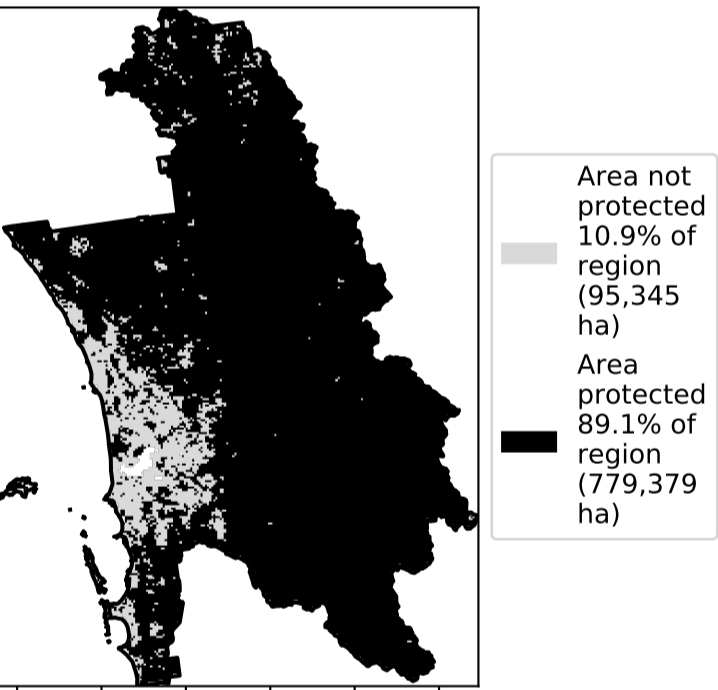 Area not
protected
10.9% of
region
(95,345
ha)
Area
protected
89.1% of
region
(779,379
ha)